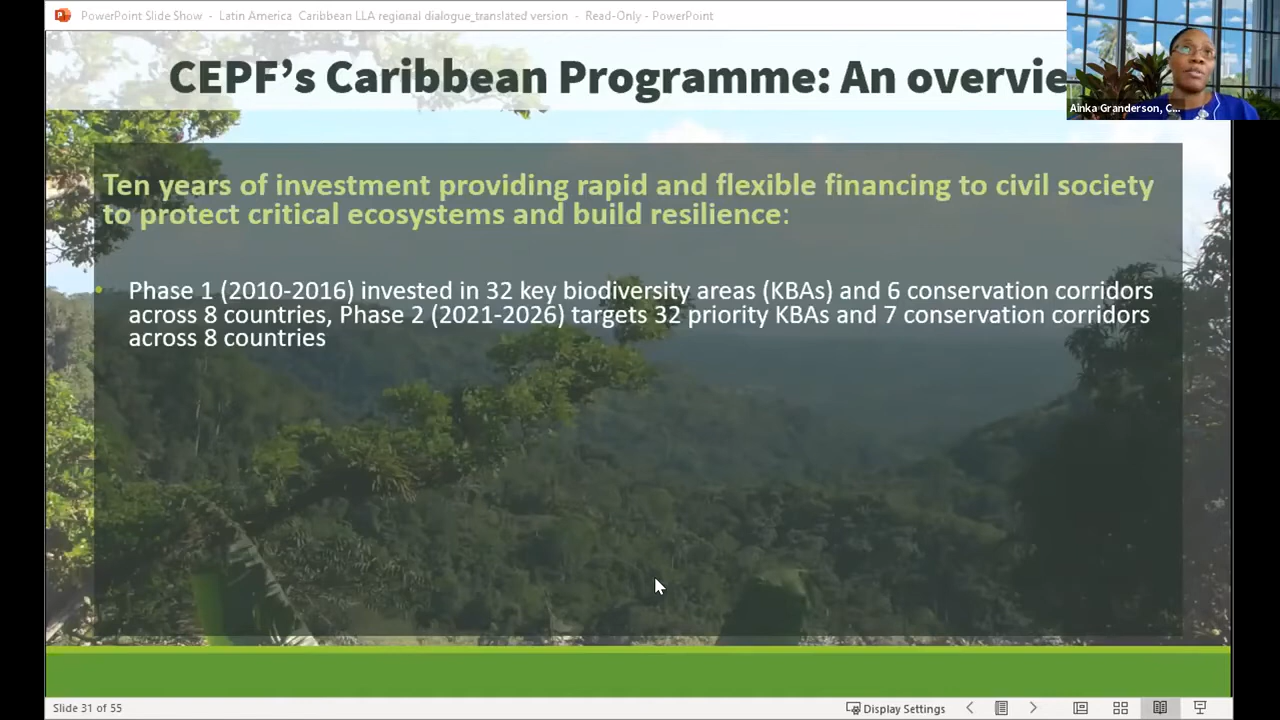 PowerPoint Slide Show - Latin America Caribbean LLA regional dialogue_translated version - Read-Only - PowerPoint
CEPF's Caribbean Programme: An overvie
Ainka Granderson, C...
Ten years of investment providing rapid and flexible financing to civil society
to protect critical ecosystems and build resilience:
• Phase 1 (2010-2016) invested in 32 key biodiversity areas (KBAs) and 6 conservation corridors
across 8 countries, Phase 2 (2021-2026) targets 32 priority KBAs and 7 conservation corridors
across 8 countries
Slide 31 of 55
Display Settings